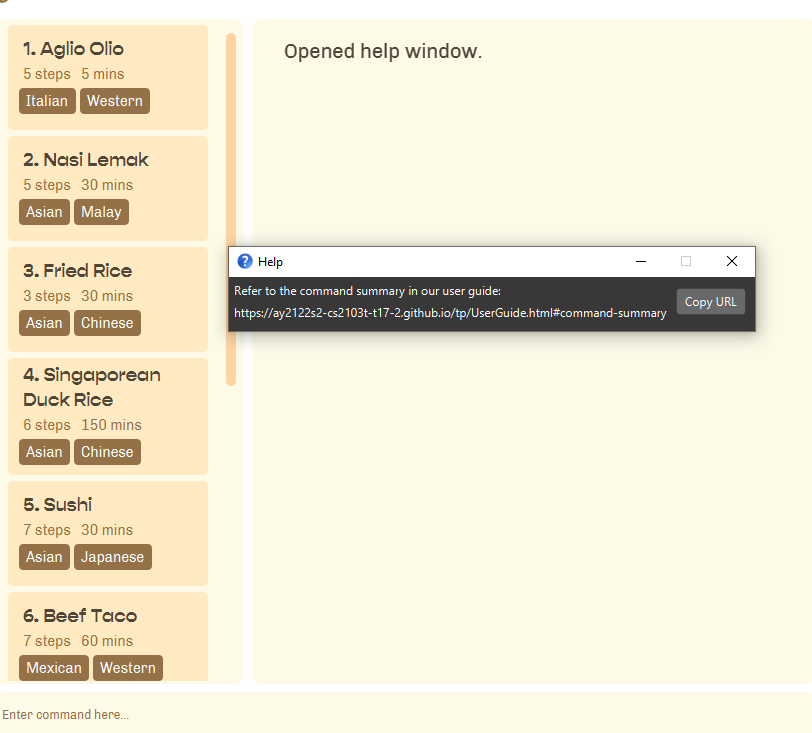 1. Aglio Olio
5 steps 5 mins
Italian Western
2. Nasi Lemak
5 steps 30 mins
Asian Malay
3. Fried Rice
3 steps 30 mins
Asian Chinese
4. Singaporean
Duck Rice
6 steps 150 mins
Asian Chinese
5. Sushi
7 steps 30 mins
Asian Japanese
6. Beef Taco
7 steps 60 mins
Mexican Western
Opened help window.
Help
Refer to the command summary in our user guide:
https://ay2122s2-cs2103t-t17-2.github.io/tp/UserGuide.html#command-summary
Copy URL
Enter command here...